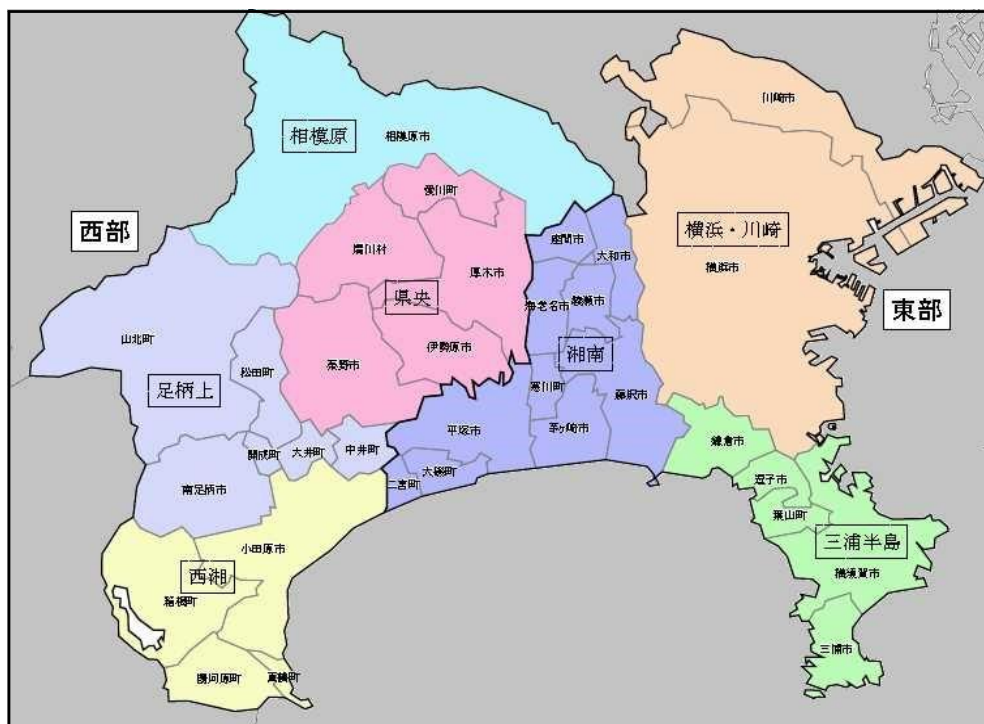 川崎市
相模原
相模原市
愛川町
西部
横浜・川崎
座間市
清川村
大和市
厚木市
横浜市
県央
海老名市
綾瀬市
東部
山北町
伊勢原市
湘南
秦野市
松田町
足柄上
寒川町
藤沢市
平塚市
茅ヶ崎市
鎌倉市
開成町
大井町
中井町
大磯町
二宮町
逗子市
南足柄市
葉山町
三浦半島
小田原市
西湘
横須賀市
箱根町
三浦市
湯河原町
真鶴町